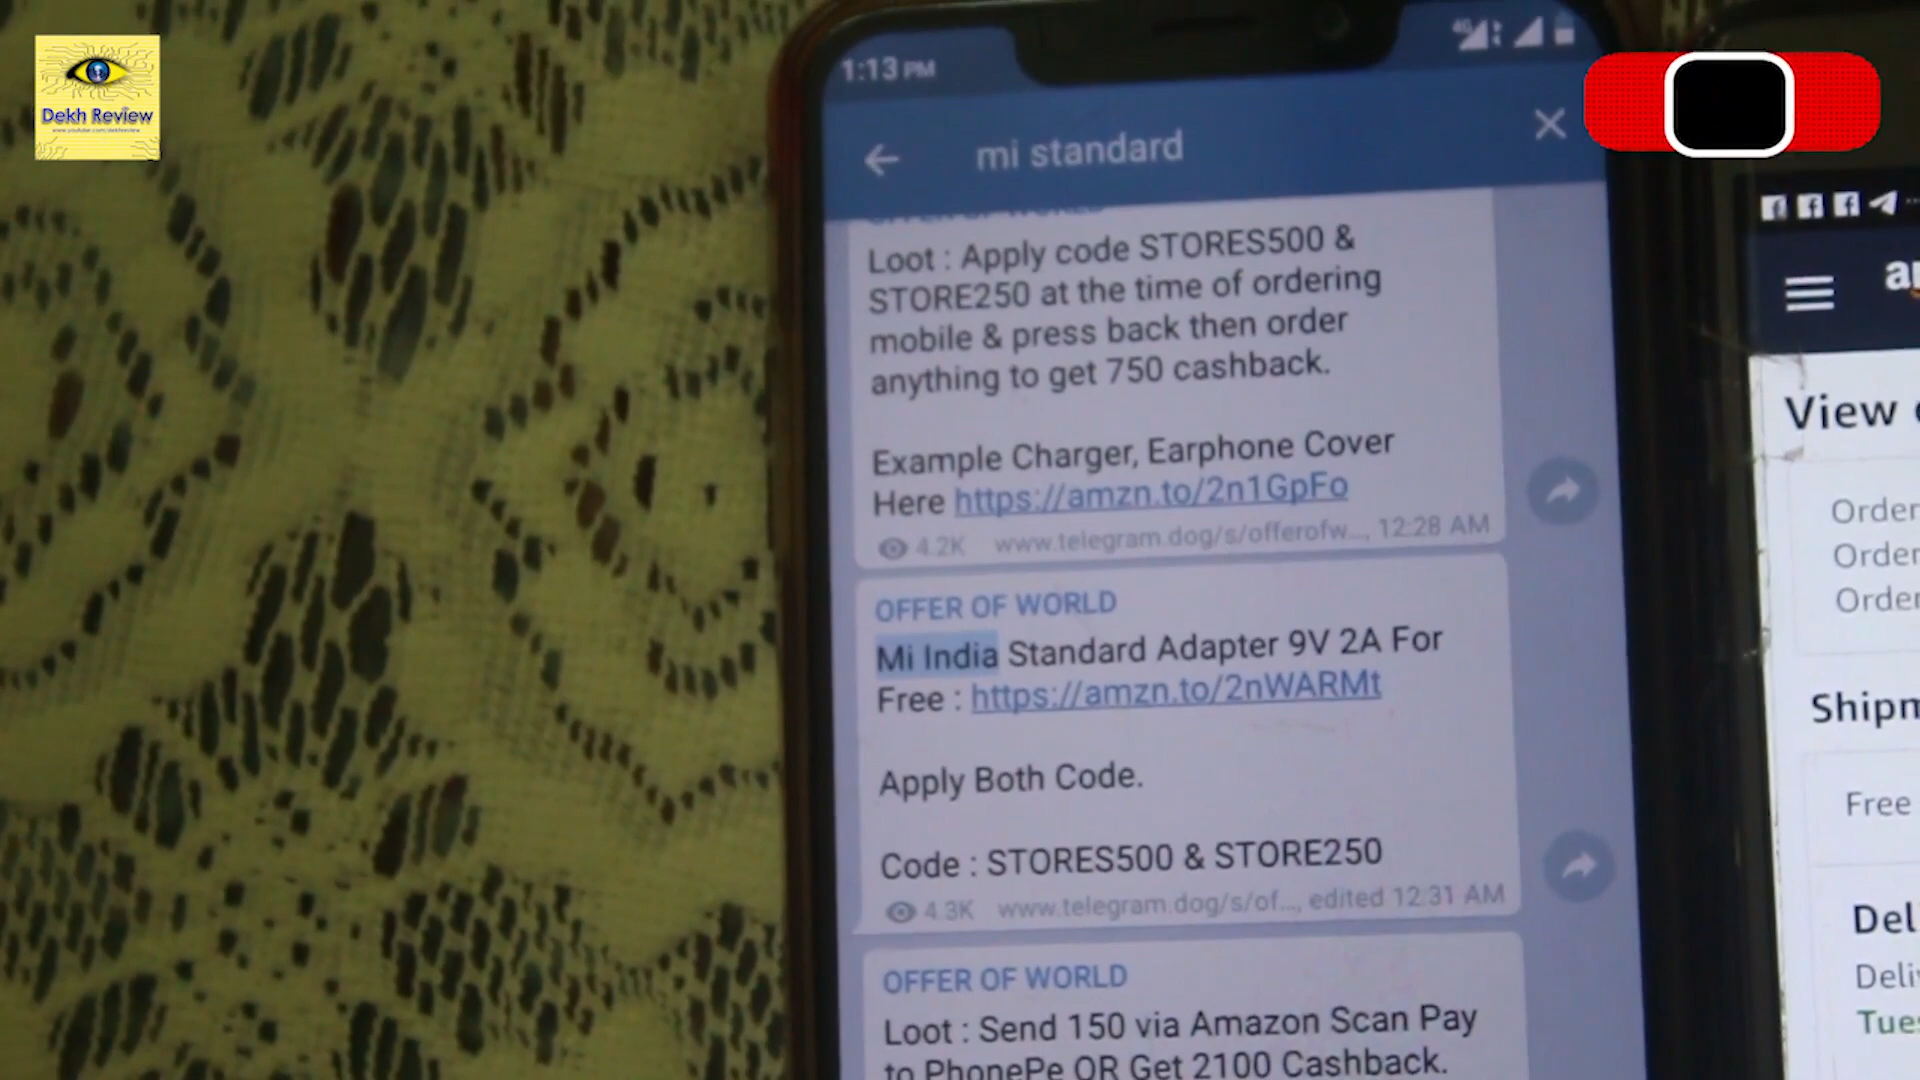 Dekh Review
1:13 PM
mi standard
Loot : Apply code STORES500 &
STORE250 at the time of ordering
mobile & press back then order
anything to get 750 cashback.
Example Charger, Earphone Cover
Here https://amzn.to/2n1GpFo
4.2K www.telegram.dog/s/offerofw..., 12:28 AM
OFFER OF WORLD
Mi India Standard Adapter 9V 2A For
Free : https://amzn.to/2nWARMt
Apply Both Code.
Code : STORES500 & STORE250
4.3K www.telegram.dog/s/of..., edited 12:31 AM
OFFER OF WORLD
Loot : Send 150 via Amazon Scan Pay
to PhonePe OR Get 2100 Cashback.
View
Order
Order
Order
Free